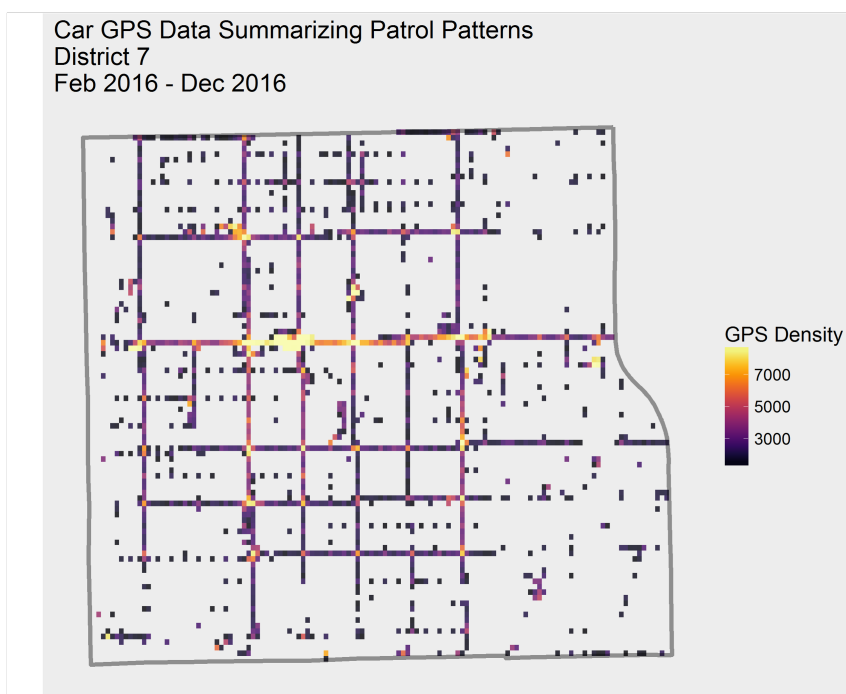 Car GPS Data Summarizing Patrol Patterns
District 7
Feb 2016 - Dec 2016
GPS Density
7000
5000
3000